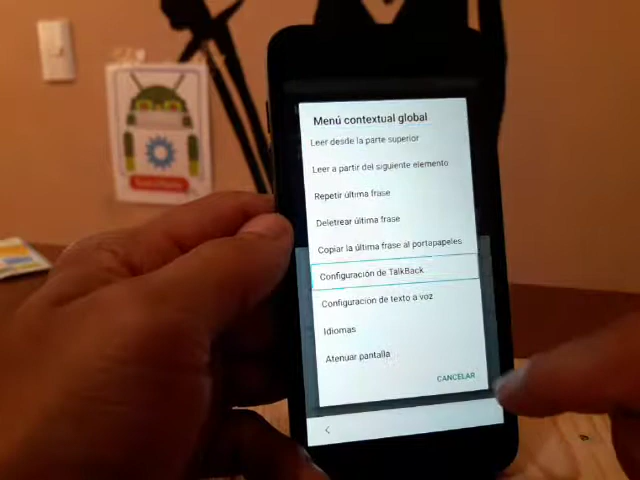 Menú contextual global
Leer desde la parte superior
Leer a partir del siguiente elemento
Repetir última frase
Deletrear última frase
Copiar la última frase al portapapeles
Configuración de TalkBack
Configuración de texto a voz
Idiomas
Atenuar pantalla
CANCELAR